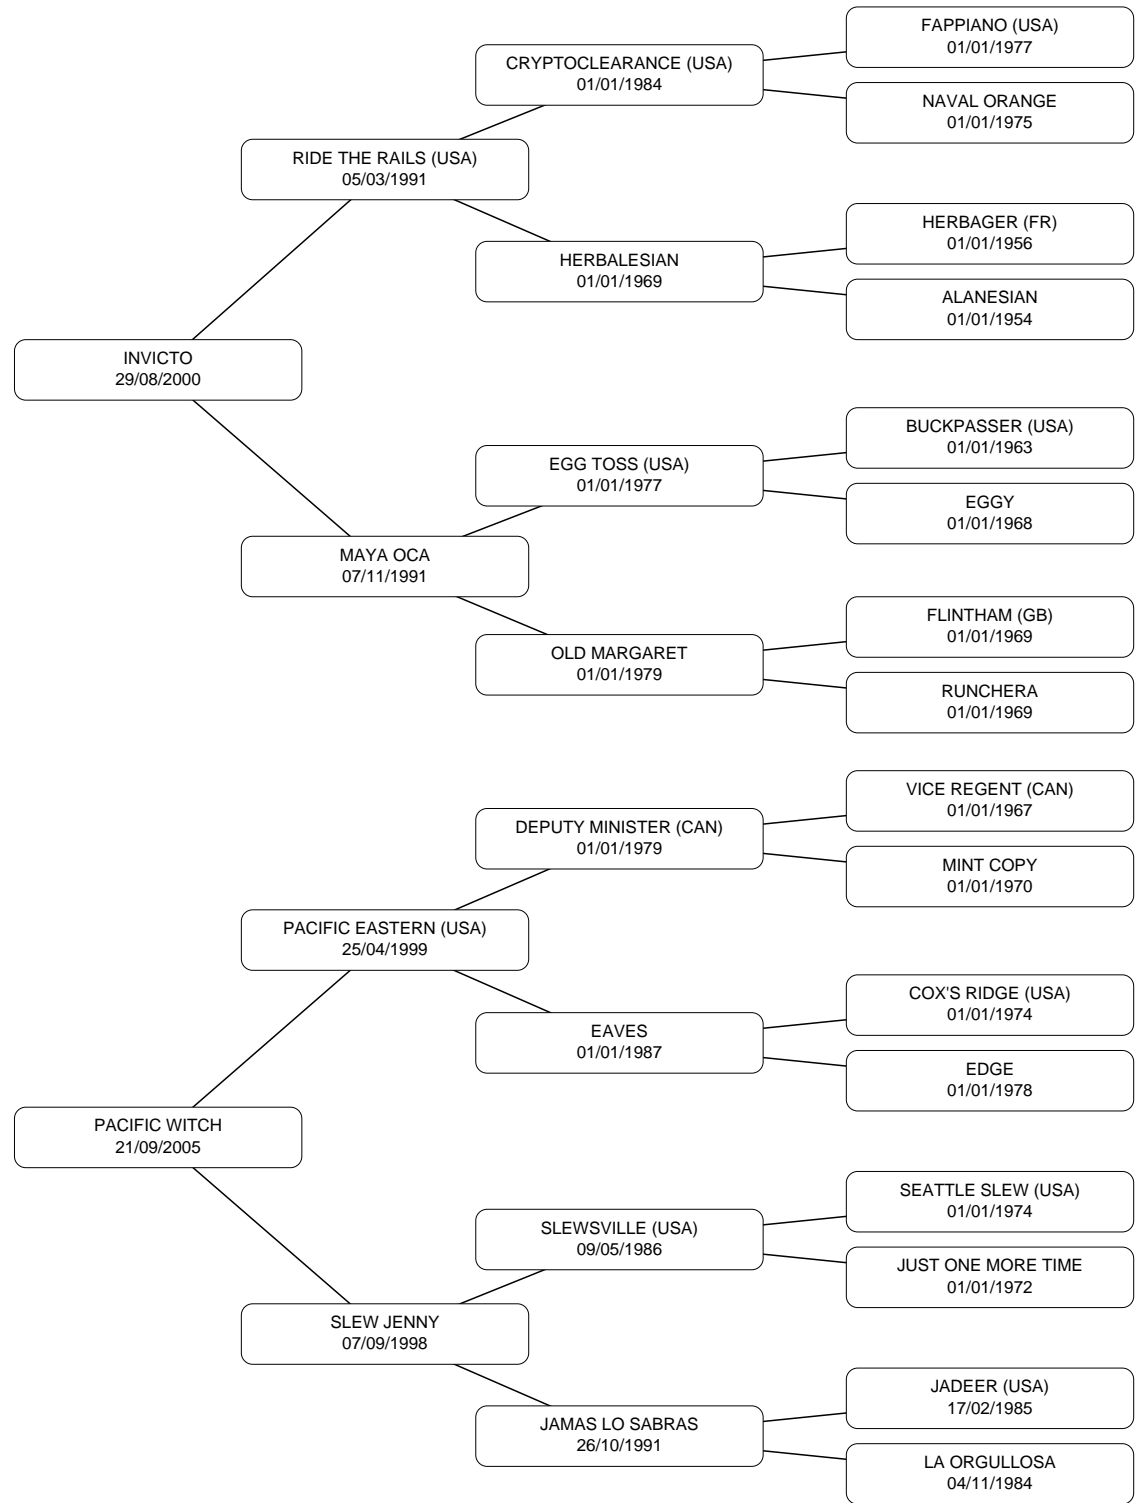 FAPPIANO (USA)
01/01/1977
CRYPTOCLEARANCE (USA)
01/01/1984
NAVAL ORANGE
01/01/1975
RIDE THE RAILS (USA)
05/03/1991
HERBAGER (FR)
01/01/1956
HERBALESIAN
01/01/1969
ALANESIAN
01/01/1954
INVICTO
29/08/2000
BUCKPASSER (USA)
01/01/1963
EGG TOSS (USA)
01/01/1977
EGGY
01/01/1968
MAYA OCA
07/11/1991
FLINTHAM (GB)
01/01/1969
OLD MARGARET
01/01/1979
RUNCHERA
01/01/1969
VICE REGENT (CAN)
01/01/1967
DEPUTY MINISTER (CAN)
01/01/1979
MINT COPY
01/01/1970
PACIFIC EASTERN (USA)
25/04/1999
COX'S RIDGE (USA)
01/01/1974
EAVES
01/01/1987
EDGE
01/01/1978
PACIFIC WITCH
21/09/2005
SEATTLE SLEW (USA)
01/01/1974
SLEWSVILLE (USA)
09/05/1986
JUST ONE MORE TIME
01/01/1972
SLEW JENNY
07/09/1998
JADEER (USA)
17/02/1985
JAMAS LO SABRAS
26/10/1991
LA ORGULLOSA
04/11/1984